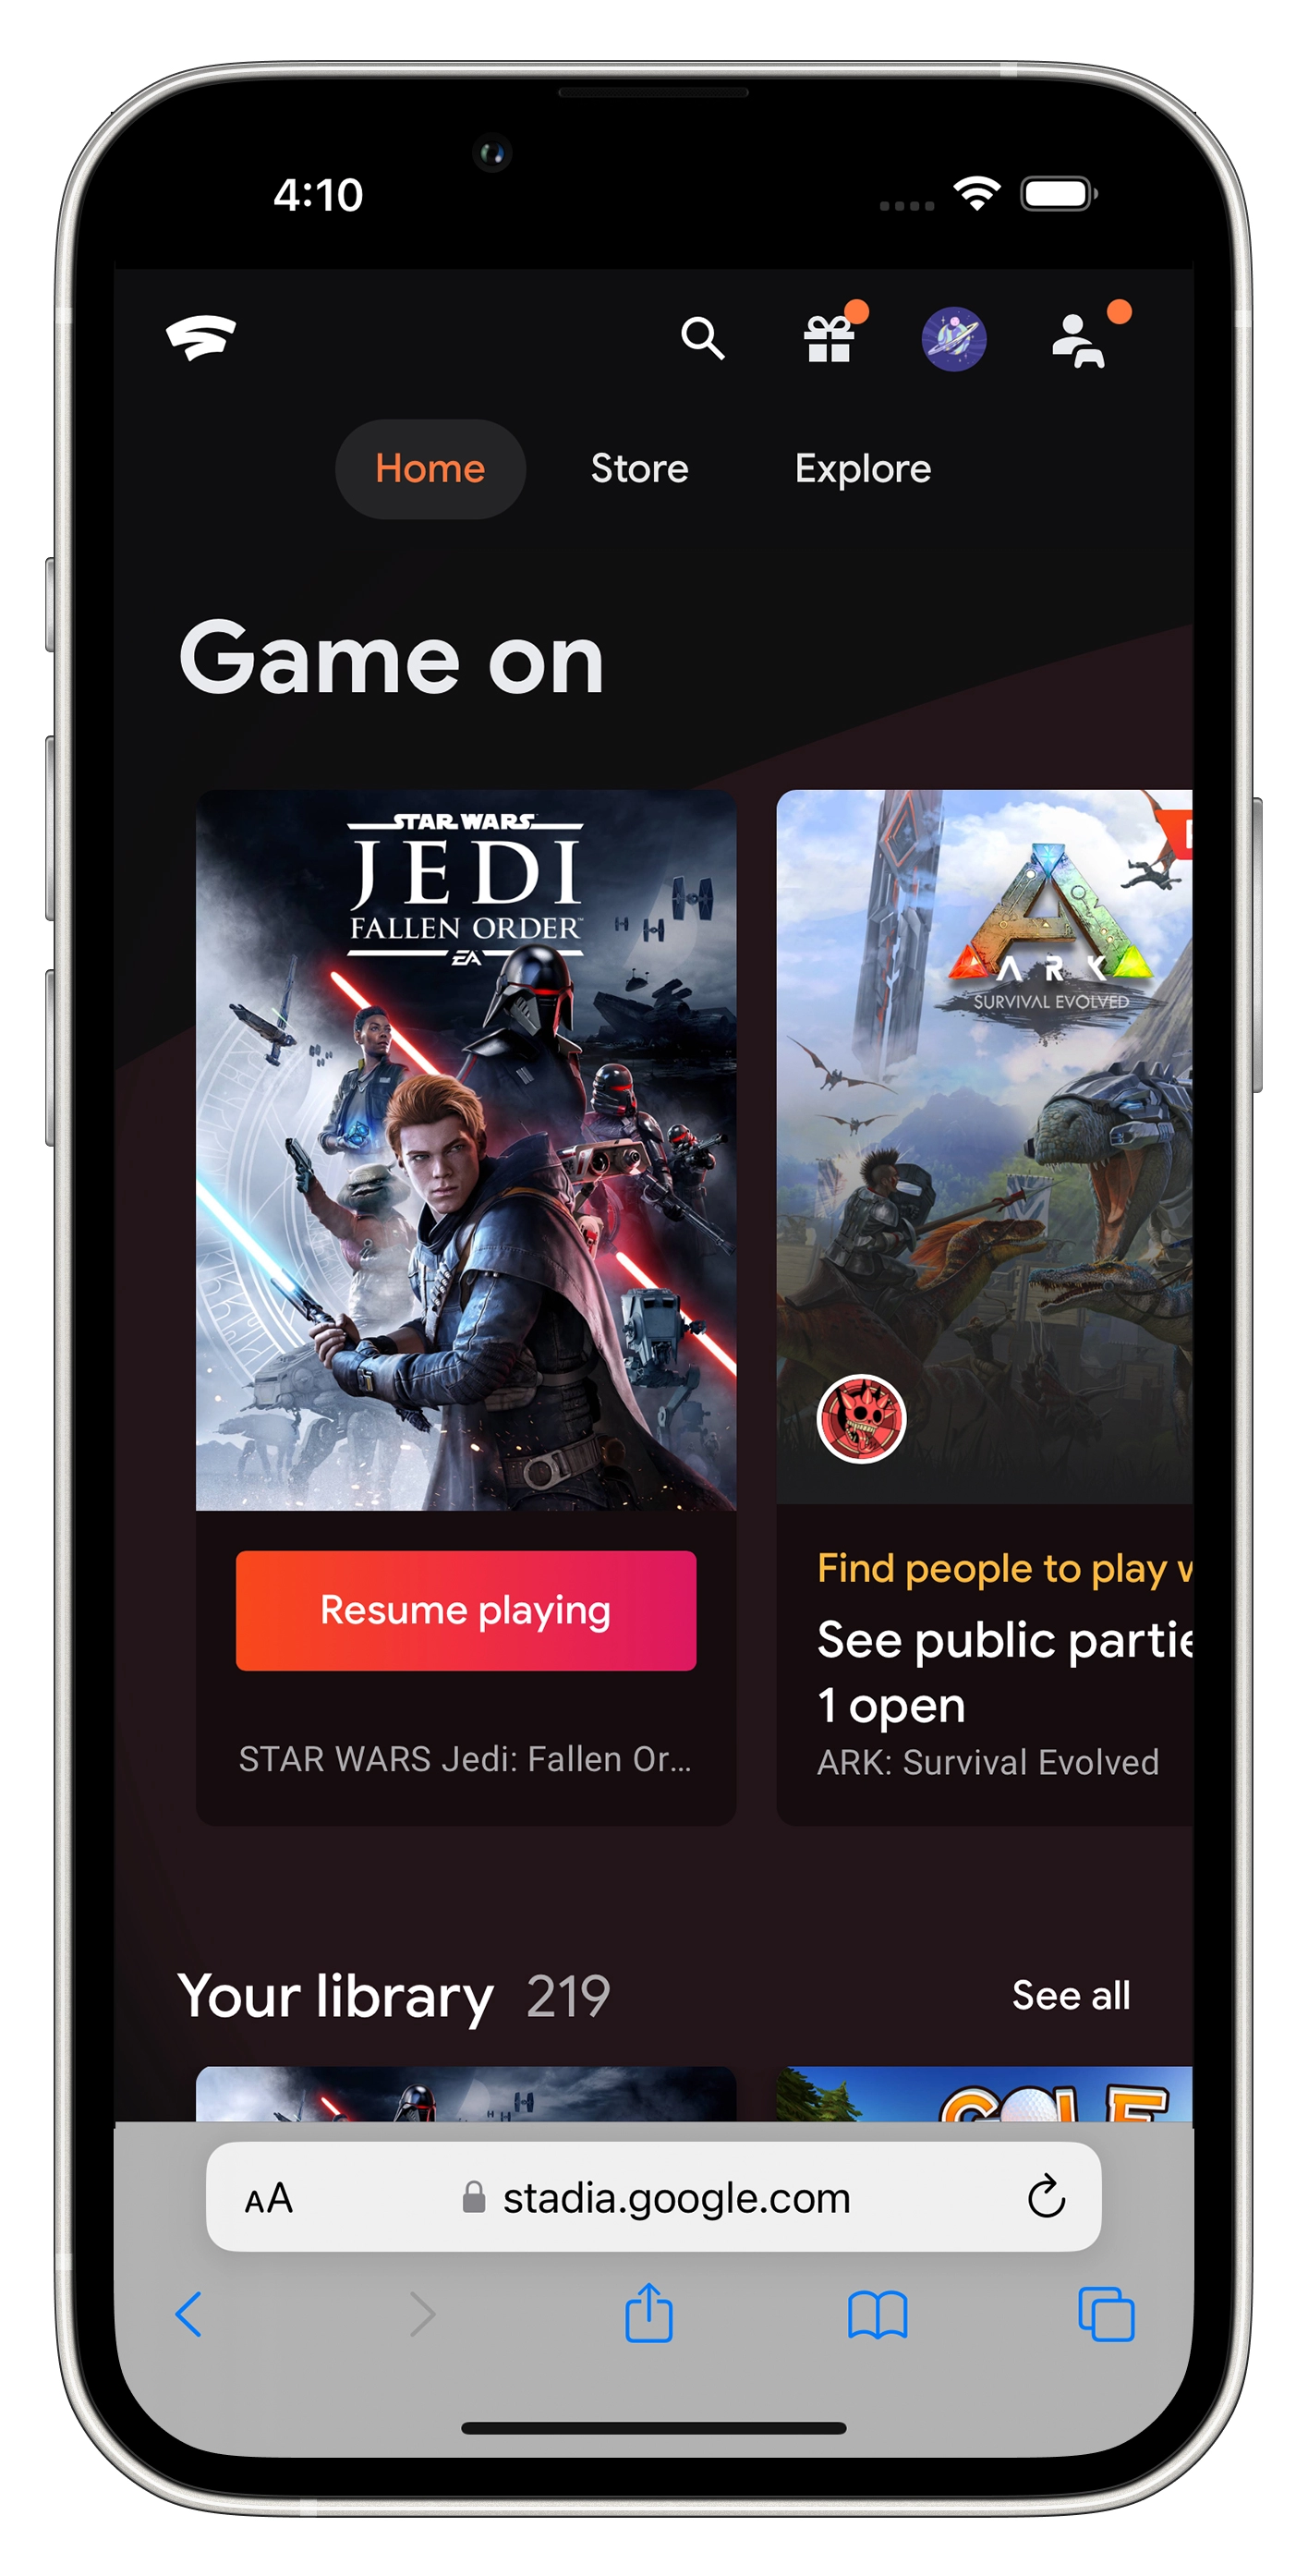 4:10
Home Store Explore
Game on
STAR WARS
JEDI
FALLEN ORDER™
EA
ARK
SURVIVAL EVOLVED
Resume playing
STAR WARS Jedi: Fallen Or...
Find people to play
See public
1 open
ARK: Survival Evolved
Your library 219
See all
GOLF
AA stadia.google.com